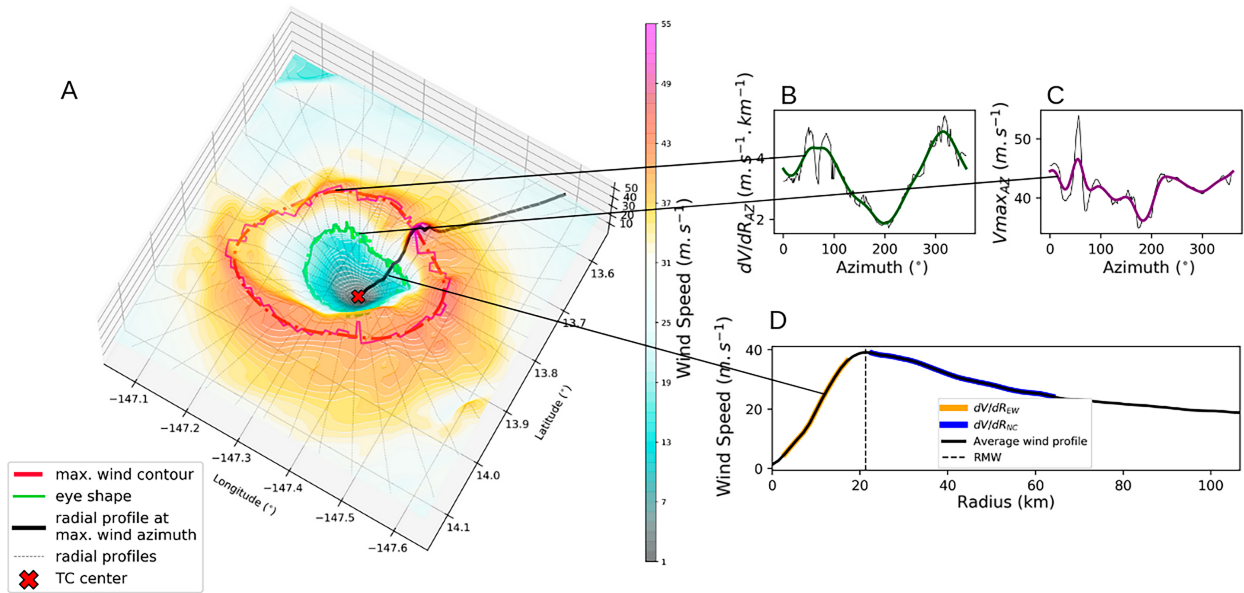 A
50
40
30
20
10
13.6
13.7
13.8
13.9
14.0
14.1
Latitude (°)
−147.1
−147.2
−147.3
−147.4
−147.5
−147.6
Longitude (°)
max. wind contour
eye shape
radial profile at
max. wind azimuth
radial profiles
TC center
55
49
43
37
31
25
19
13
7
1
Wind Speed (m. s⁻¹)
B
dV/dR_AZ (m. s⁻¹. km⁻¹)
4
2
0
100
200
300
Azimuth (°)
C
Vmax_AZ (m. s⁻¹)
50
40
0
100
200
300
Azimuth (°)
D
Wind Speed (m. s⁻¹)
40
20
0
0
20
40
60
80
100
Radius (km)
dV/dR_EW
dV/dR_NC
Average wind profile
RMW